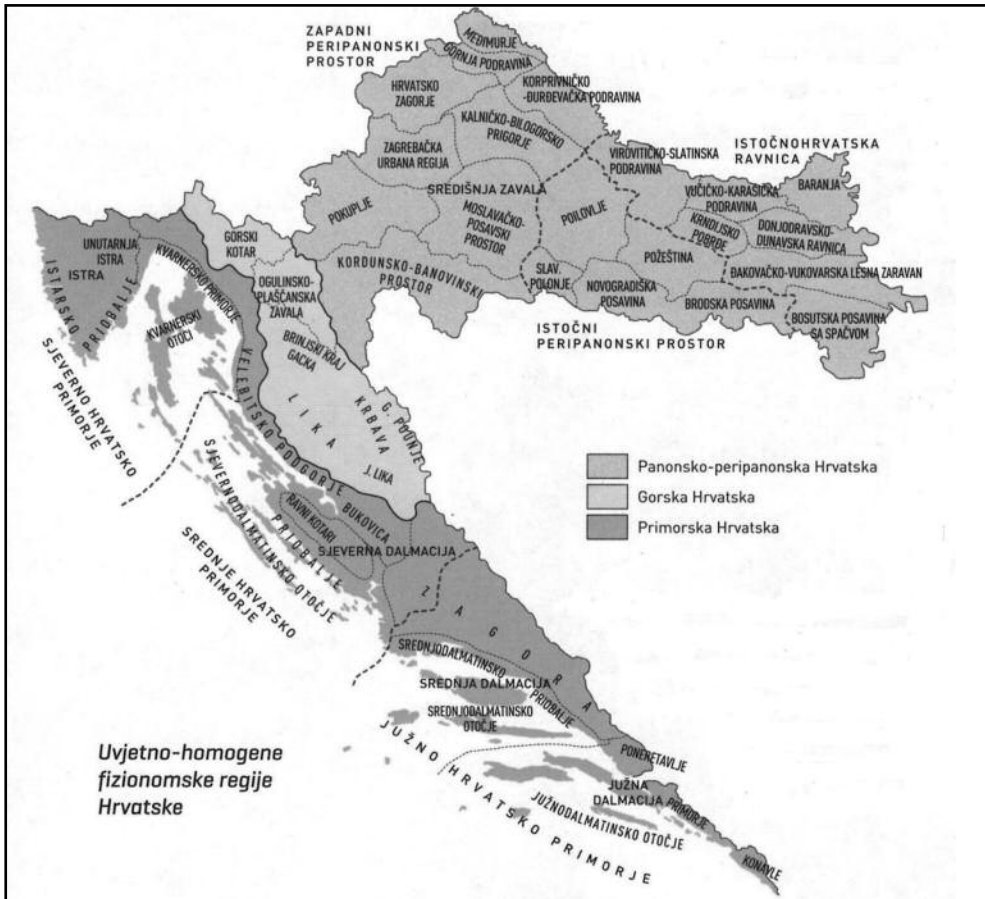 ZAPADNI
PERIPANONSKI
PROSTOR
MEĐIMURJE
GORNJA PODRAVINA
HRVATSKO
ZAGORJE
KORPRIVNIČKO
-ĐURĐEVAČKA PODRAVINA
KALNIČKO-BILOGORSKO
PRIGORJE
ZAGREBAČKA
URBANA REGIJA
ISTOČNOHRVATSKA
RAVNICA
VIROVITIČKO-SLATINSKA
PODRAVINA
BARANJA
VUČIČKO-KARAŠIČKA
PODRAVINA
SREDIŠNJA ZAVALA
POKUPLJE
MOSLAVAČKO-
POSAVSKI
PROSTOR
POILOVLJE
KRNDIJSKO
POBRĐE
DONJODRAVSKO-
DUNAVSKA RAVNICA
GORSKI
KOTAR
UNUTARNJA
ISTRA
ISTRA
ISTARSKO
PRIOBALJE
KVARNERSKO PRIMORJE
KORDUNSKO-BANOVINSKI
PROSTOR
SLAV.
POLONJE
POŽEŠTINA
ĐAKOVAČKO-VUKOVARSKA LESNA ZARAVAN
OGULINSKO-
PLAŠČANSKA
ZAVALA
NOVOGRADIŠKA
POSAVINA
BRODSKA POSAVINA
BOSUTSKA POSAVINA
SA SPAČVOM
KVARNERSKI
OTOCI
ISTOČNI
PERIPANONSKI PROSTOR
BRINJSKI KRAJ
GACKA
SJEVERNO HRVATSKO
PRIMORJE
VELEBITSKO PODGORJE
LIKA
KRBAVA
G. POUNJE
J. LIKA
Panonsko-peripanonska Hrvatska
Gorska Hrvatska
Primorska Hrvatska
BUKOVICA
RAVNI KOTARI
SJEVERNA DALMACIJA
SJEVERNODALMATINSKO OTOČJE
PRIOBALJE
SREDNJE HRVATSKO
PRIMORJE
ZAGORA
SREDNJODALMATINSKO
PRIOBALJE
SREDNJA DALMACIJA
SREDNJODALMATINSKO
OTOČJE
Uvjetno-homogene
fizionomske regije
Hrvatske
PONERETAVLJE
JUŽNO HRVATSKO PRIMORJE
JUŽNA
DALMACIJA
PRIMORJE
JUŽNODALMATINSKO OTOČJE
KONAVLE